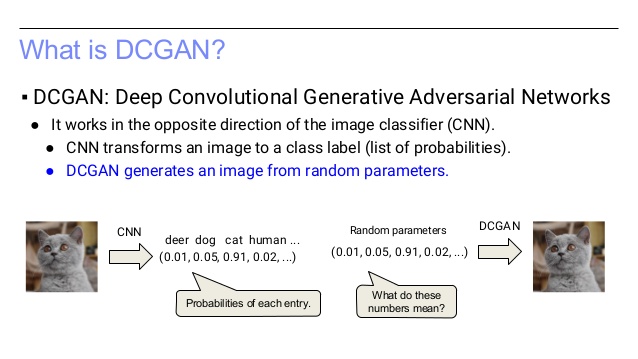 What is DCGAN?
▪ DCGAN: Deep Convolutional Generative Adversarial Networks
● It works in the opposite direction of the image classifier (CNN).
● CNN transforms an image to a class label (list of probabilities).
● DCGAN generates an image from random parameters.
CNN
deer dog cat human ...
(0.01, 0.05, 0.91, 0.02, ...)
Probabilities of each entry.
Random parameters
(0.01, 0.05, 0.91, 0.02, ...)
What do these
numbers mean?
DCGAN